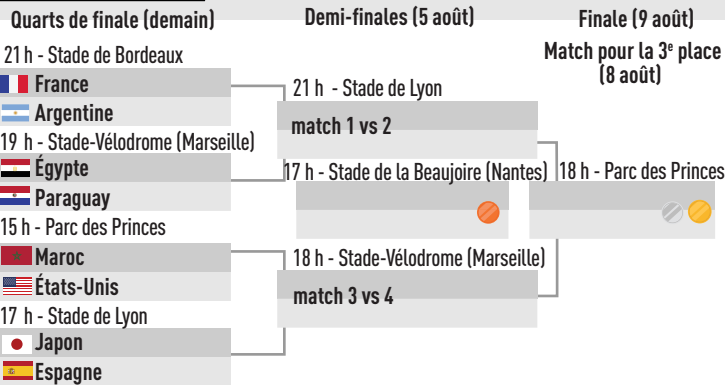 Quarts de finale (demain)
21 h - Stade de Bordeaux
France
Argentine
19 h - Stade-Vélodrome (Marseille)
Égypte
Paraguay
15 h - Parc des Princes
Maroc
États-Unis
17 h - Stade de Lyon
Japon
Espagne
Demi-finales (5 août)
21 h - Stade de Lyon
match 1 vs 2
17 h - Stade de la Beaujoire (Nantes)
18 h - Stade-Vélodrome (Marseille)
match 3 vs 4
Finale (9 août)
Match pour la 3e place
(8 août)
18 h - Parc des Princes